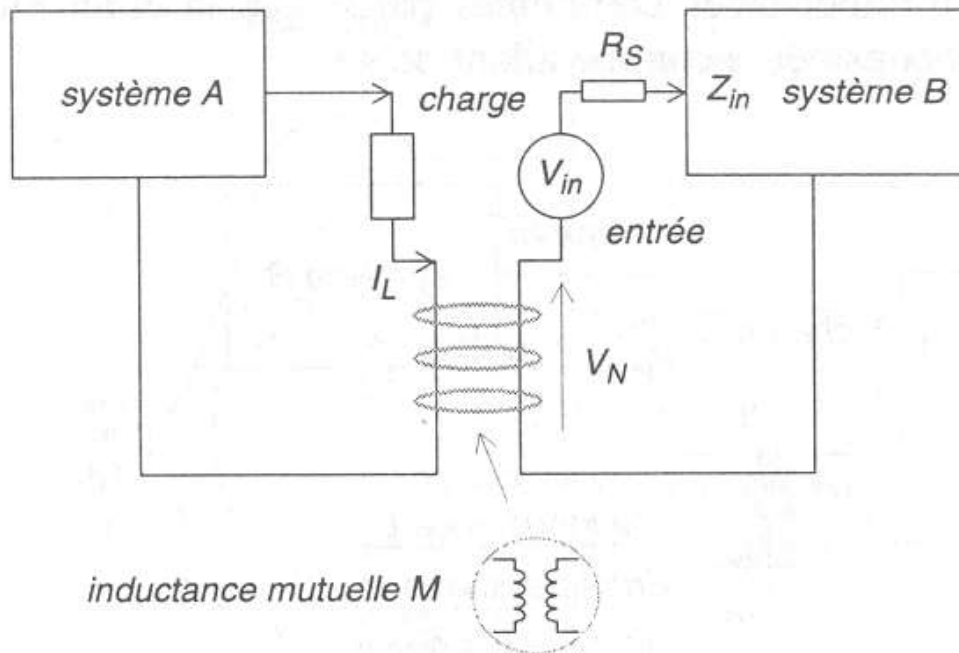 système A
charge
R_S
Z_in système B
V_in
entrée
I_L
V_N
inductance mutuelle M